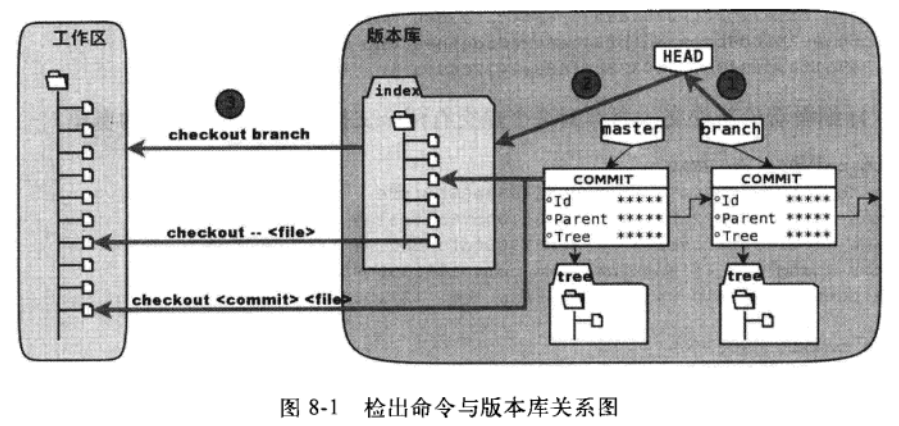 工作区
版本库
HEAD
③
②
①
index
checkout branch
master
branch
COMMIT
COMMIT
Id *****
Parent *****
Tree *****
Id *****
Parent *****
Tree *****
checkout -- <file>
tree
tree
checkout <commit> <file>
图 8-1 检出命令与版本库关系图